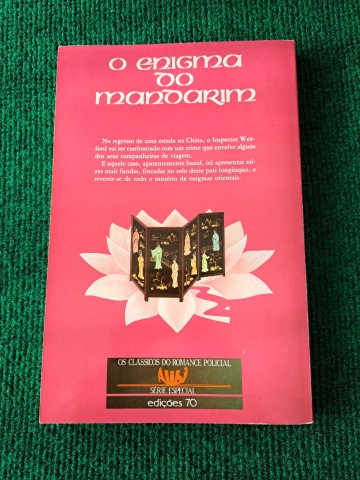 O ENIGMA
DO
MANDARIM
No regresso de uma estada na China, o Inspector Wex-
ford vai ser confrontado com um crime que envolve alguns
dos seus companheiros de viagem.
E aquele caso, aparentemente banal, irá apresentar raí-
zes mais fundas, fincadas no solo desse país longínquo, e
revestir-se de todo o mistério de enigmas orientais.
OS CLÁSSICOS DO ROMANCE POLICIAL
ALIBI
SÉRIE ESPECIAL
edições 70